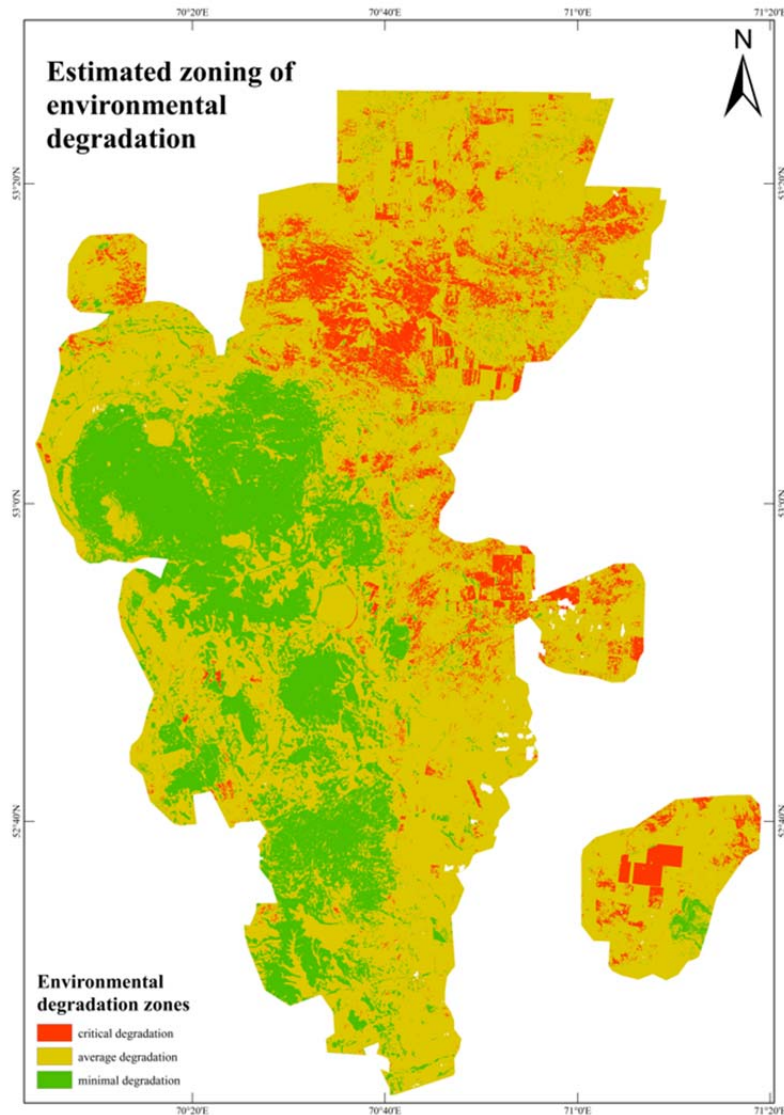 70°20'E 70°40'E 71°0'E 71°20'E
Estimated zoning of
environmental
degradation
N
53°20'N 53°20'N
53°0'N 53°0'N
52°40'N 52°40'N
Environmental
degradation zones
critical degradation
average degradation
minimal degradation
70°20'E 70°40'E 71°0'E 71°20'E